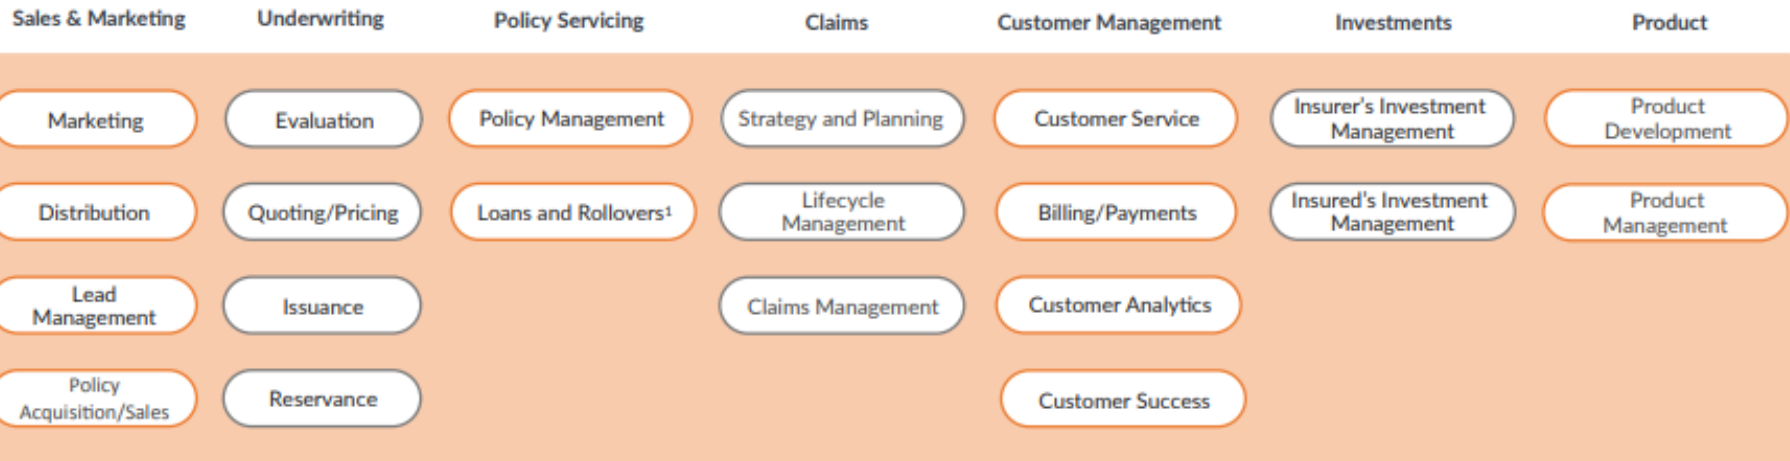 Sales & Marketing
Underwriting
Policy Servicing
Claims
Customer Management
Investments
Product
Marketing
Evaluation
Policy Management
Strategy and Planning
Customer Service
Insurer's Investment
Management
Product
Development
Distribution
Quoting/Pricing
Loans and Rollovers¹
Lifecycle
Management
Billing/Payments
Insured's Investment
Management
Product
Management
Lead
Management
Issuance
Claims Management
Customer Analytics
Policy
Acquisition/Sales
Reservance
Customer Success